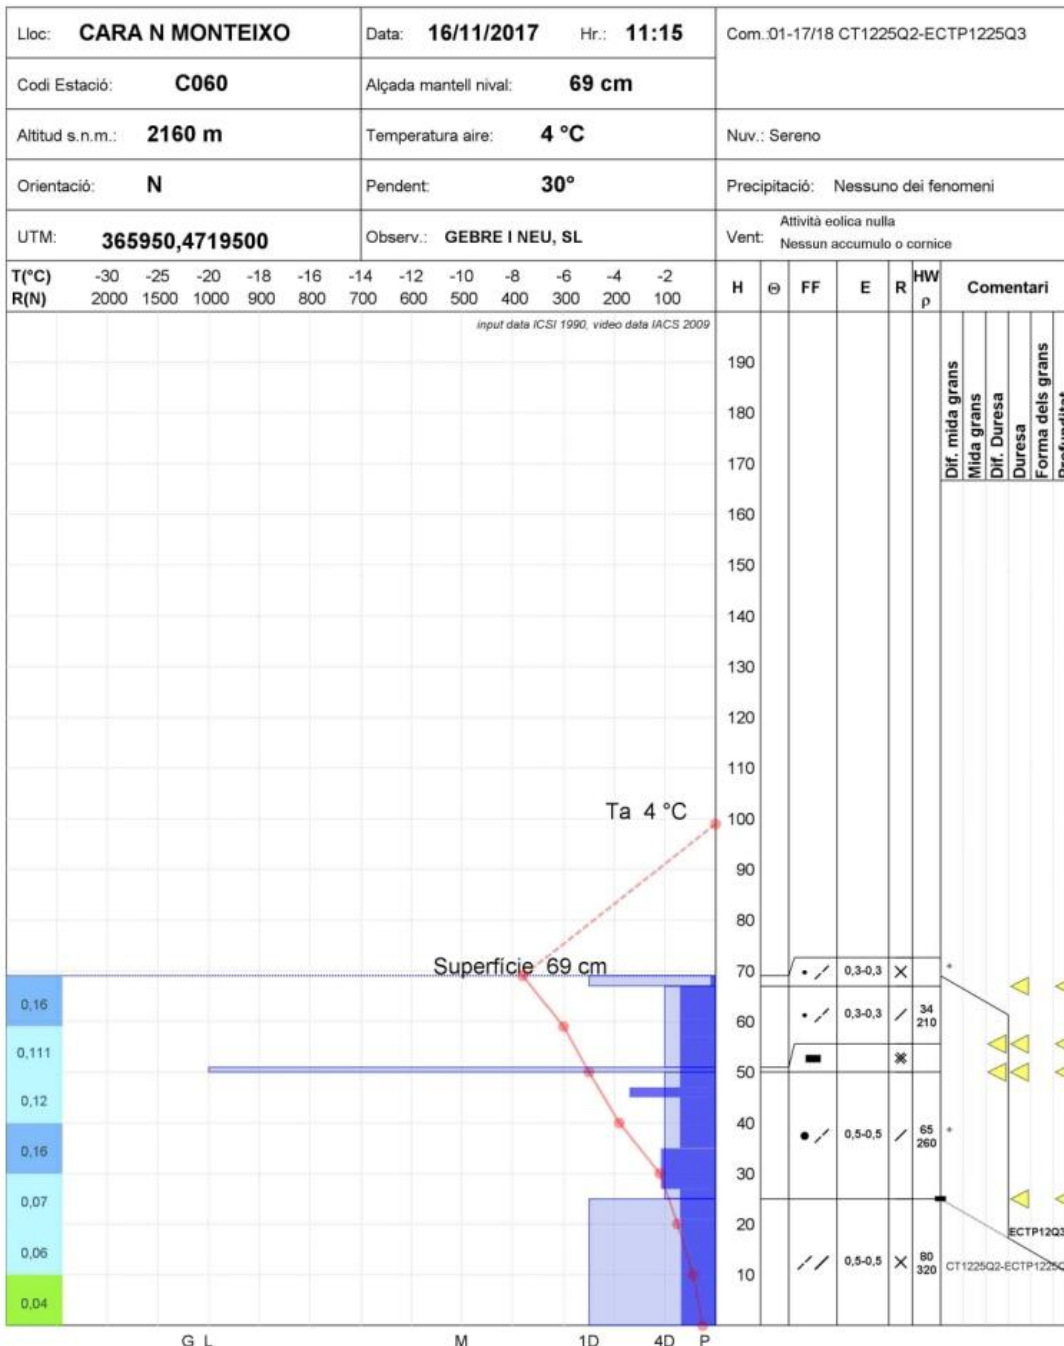 Lloc: CARA N MONTEIXO Data: 16/11/2017 Hr.: 11:15 Com.:01-17/18 CT1225Q2-ECTP1225Q3
Codi Estació: C060 Alçada mantell nival: 69 cm
Altitud s.n.m.: 2160 m Temperatura aire: 4 °C Nuv.: Sereno
Orientació: N Pendent: 30° Precipitació: Nessuno dei fenomeni
UTM: 365950,4719500 Observ.: GEBRE I NEU, SL Vent: Attività eolica nulla
Nessun accumulo o cornice
T(°C) -30 -25 -20 -18 -16 -14 -12 -10 -8 -6 -4 -2
R(N) 2000 1500 1000 900 800 700 600 500 400 300 200 100
H Θ FF E R HW ρ Comentari
input data ICSI 1990, video data IACS 2009
Dif. mida grans
Mida grans
Dif. Duresa
Duresa
Forma dels grans
Profunditat
190
180
170
160
150
140
130
120
110
Ta 4 °C 100
90
80
Superfície 69 cm 70 0,3-0,3 *
0,16 60 0,3-0,3 34
210
0,111
50
0,12
40 0,5-0,5 65 *
260
0,16
30
0,07
20
ECTP12Q3
0,06
10 0,5-0,5 80 CT1225Q2-ECTP1225Q
320
0,04
G L M 1D 4D P